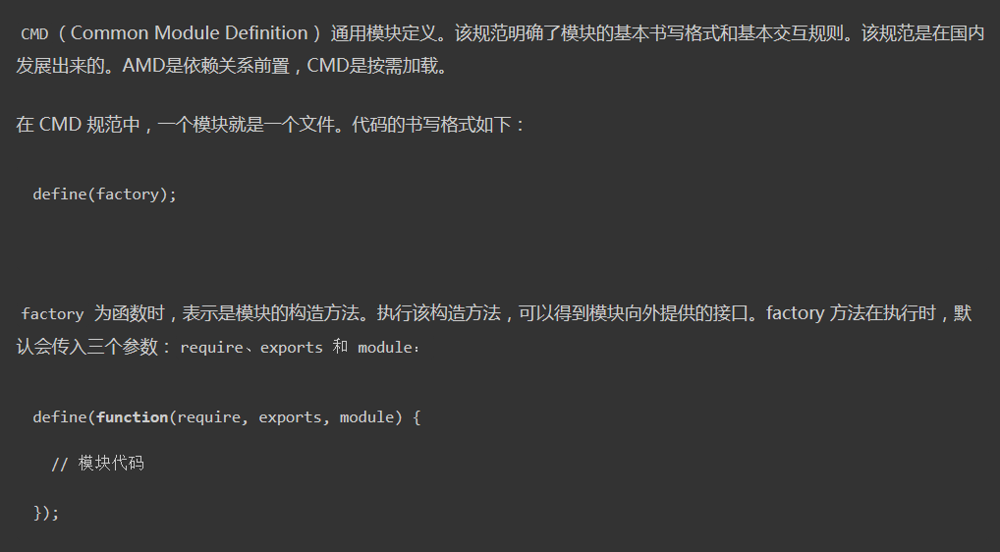 CMD（Common Module Definition）通用模块定义。该规范明确了模块的基本书写格式和基本交互规则。该规范是在国内
发展出来的。AMD是依赖关系前置，CMD是按需加载。
在 CMD 规范中，一个模块就是一个文件。代码的书写格式如下：
define(factory);
factory 为函数时，表示是模块的构造方法。执行该构造方法，可以得到模块向外提供的接口。factory 方法在执行时，默
认会传入三个参数：require、exports 和 module：
define(function(require, exports, module) {
// 模块代码
});